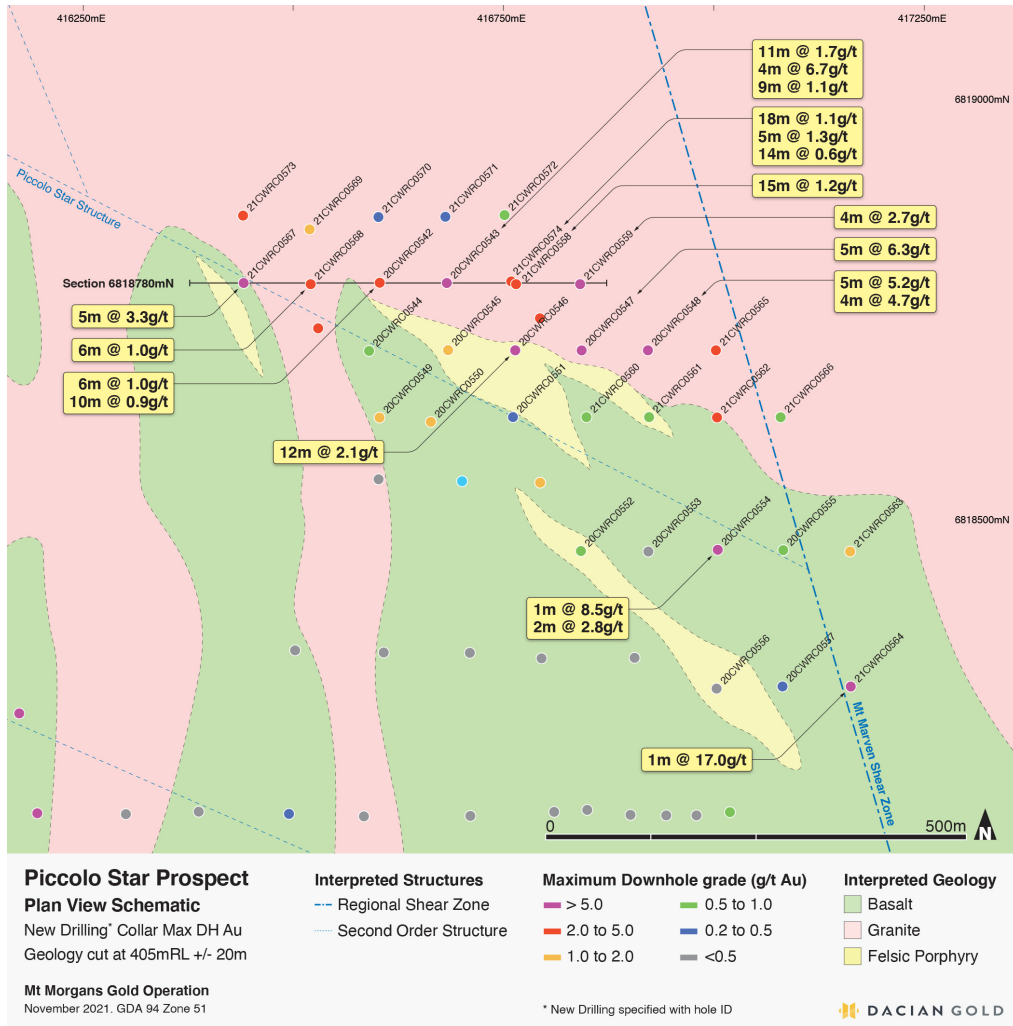 416250mE
416750mE
417250mE
11m @ 1.7g/t
4m @ 6.7g/t
9m @ 1.1g/t
6819000mN
18m @ 1.1g/t
5m @ 1.3g/t
14m @ 0.6g/t
15m @ 1.2g/t
Piccolo Star Structure
21CWRC0573
21CWRC0569
21CWRC0570
21CWRC0571
21CWRC0572
4m @ 2.7g/t
5m @ 6.3g/t
5m @ 5.2g/t
4m @ 4.7g/t
Section 6818780mN
21CWRC0567
21CWRC0568
20CWRC0542
20CWRC0543
21CWRC0574
21CWRC0558
21CWRC0559
5m @ 3.3g/t
6m @ 1.0g/t
6m @ 1.0g/t
10m @ 0.9g/t
20CWRC0544
20CWRC0545
20CWRC0546
20CWRC0547
20CWRC0548
21CWRC0565
20CWRC0549
20CWRC0550
20CWRC0551
21CWRC0560
21CWRC0561
21CWRC0562
21CWRC0566
12m @ 2.1g/t
6818500mN
20CWRC0552
20CWRC0553
20CWRC0554
20CWRC0555
21CWRC0563
1m @ 8.5g/t
2m @ 2.8g/t
20CWRC0556
20CWRC0557
21CWRC0564
1m @ 17.0g/t
Mt Marven Shear Zone
0
500m
N
Piccolo Star Prospect
Plan View Schematic
New Drilling* Collar Max DH Au
Geology cut at 405mRL +/- 20m
Mt Morgans Gold Operation
November 2021. GDA 94 Zone 51
Interpreted Structures
Regional Shear Zone
Second Order Structure
Maximum Downhole grade (g/t Au)
> 5.0
2.0 to 5.0
1.0 to 2.0
0.5 to 1.0
0.2 to 0.5
<0.5
* New Drilling specified with hole ID
Interpreted Geology
Basalt
Granite
Felsic Porphyry
DACIAN GOLD